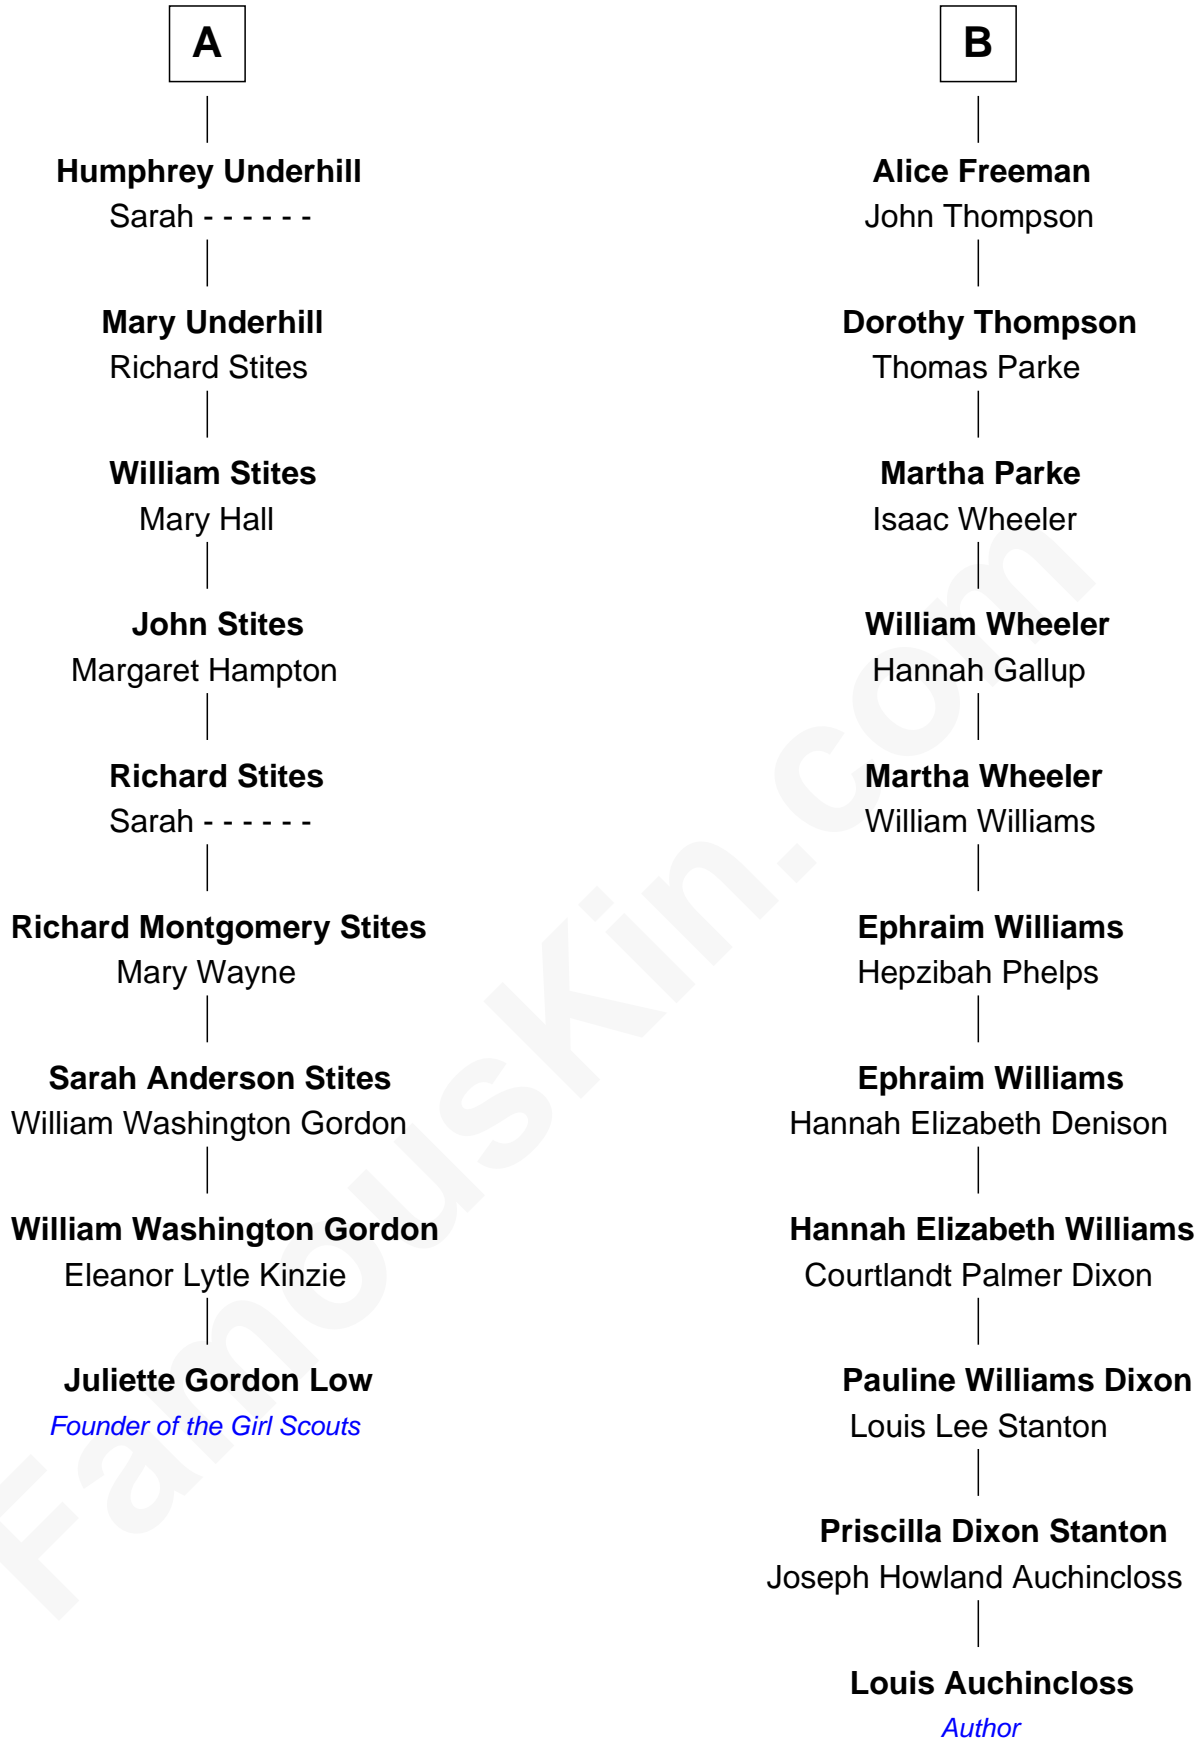 A
Humphrey Underhill
Sarah - - - - - -
Mary Underhill
Richard Stites
William Stites
Mary Hall
John Stites
Margaret Hampton
Richard Stites
Sarah - - - - - -
Richard Montgomery Stites
Mary Wayne
Sarah Anderson Stites
William Washington Gordon
William Washington Gordon
Eleanor Lytle Kinzie
Juliette Gordon Low
Founder of the Girl Scouts
B
Alice Freeman
John Thompson
Dorothy Thompson
Thomas Parke
Martha Parke
Isaac Wheeler
William Wheeler
Hannah Gallup
Martha Wheeler
William Williams
Ephraim Williams
Hepzibah Phelps
Ephraim Williams
Hannah Elizabeth Denison
Hannah Elizabeth Williams
Courtlandt Palmer Dixon
Pauline Williams Dixon
Louis Lee Stanton
Priscilla Dixon Stanton
Joseph Howland Auchincloss
Louis Auchincloss
Author
FamousKin.com